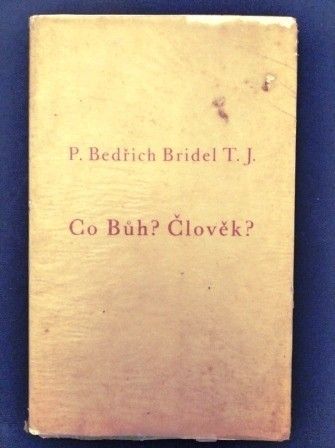 P. Bedřich Bridel T. J.
Co Bůh? Člověk?